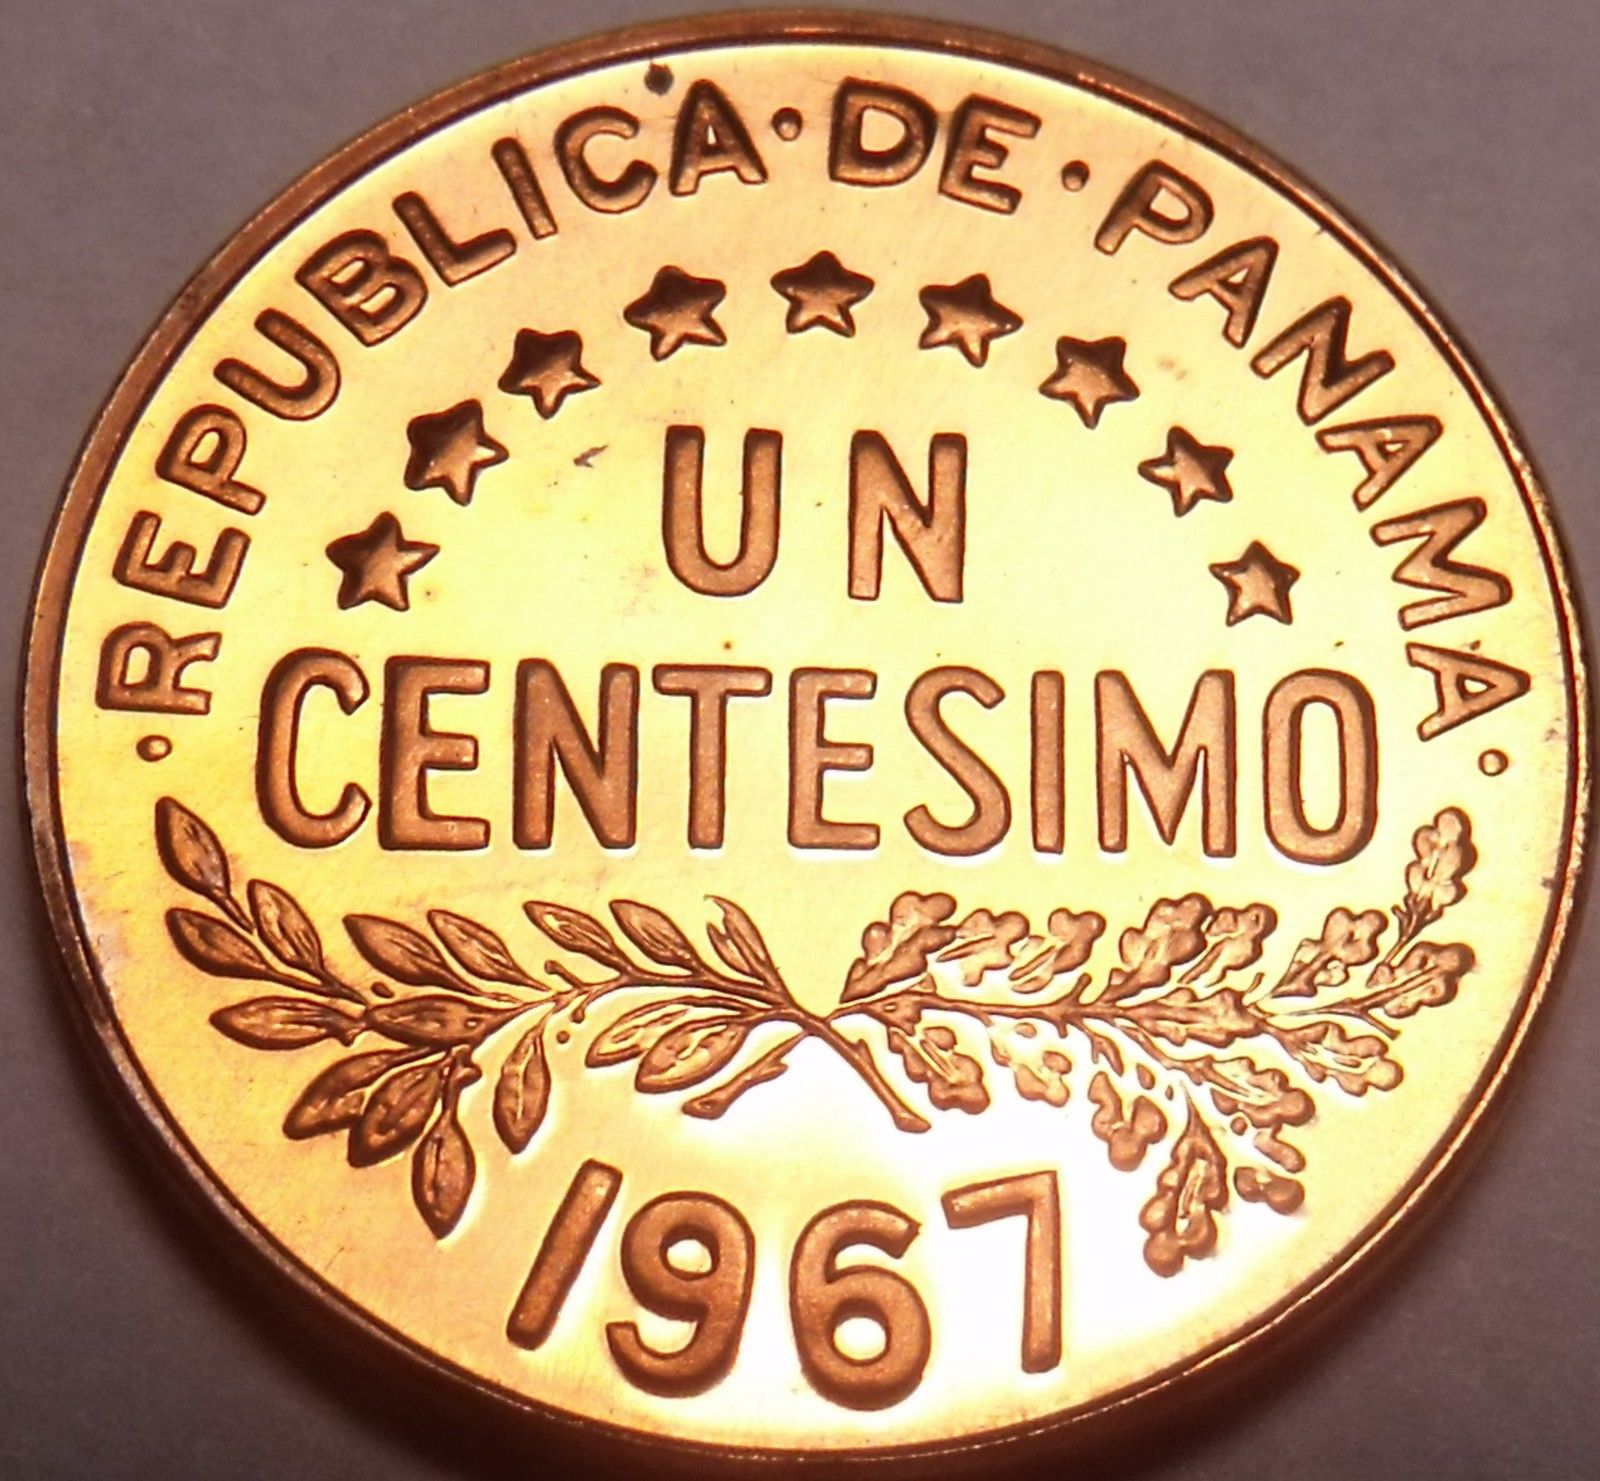 ·REPUBLICA·DE·PANAMA·
UN
CENTESIMO
1967